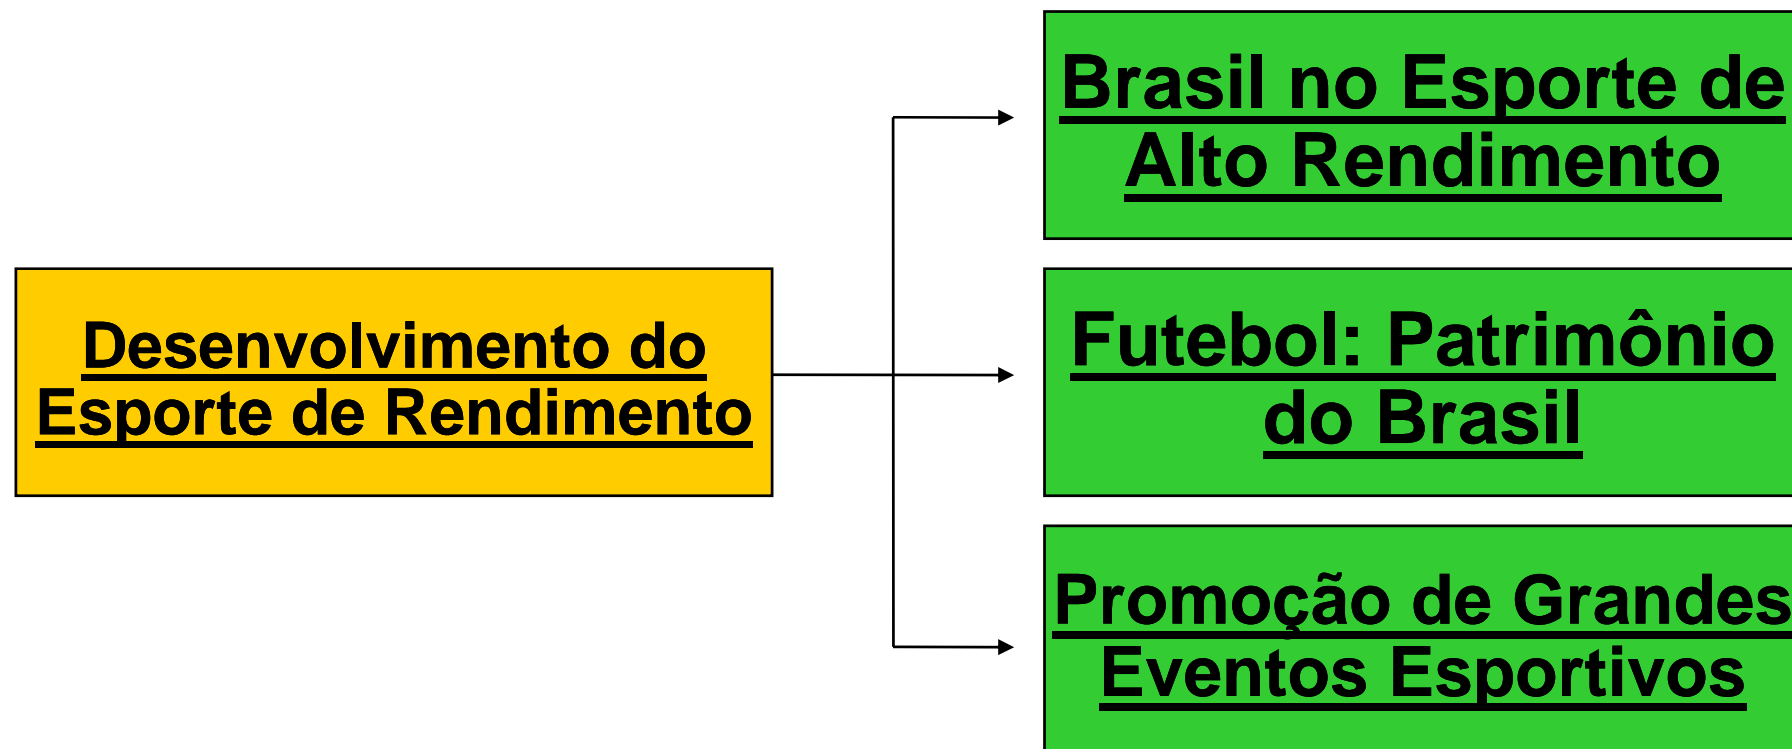 Brasil no Esporte de
Alto Rendimento
Desenvolvimento do
Esporte de Rendimento
Futebol: Patrimônio
do Brasil
Promoção de Grandes
Eventos Esportivos